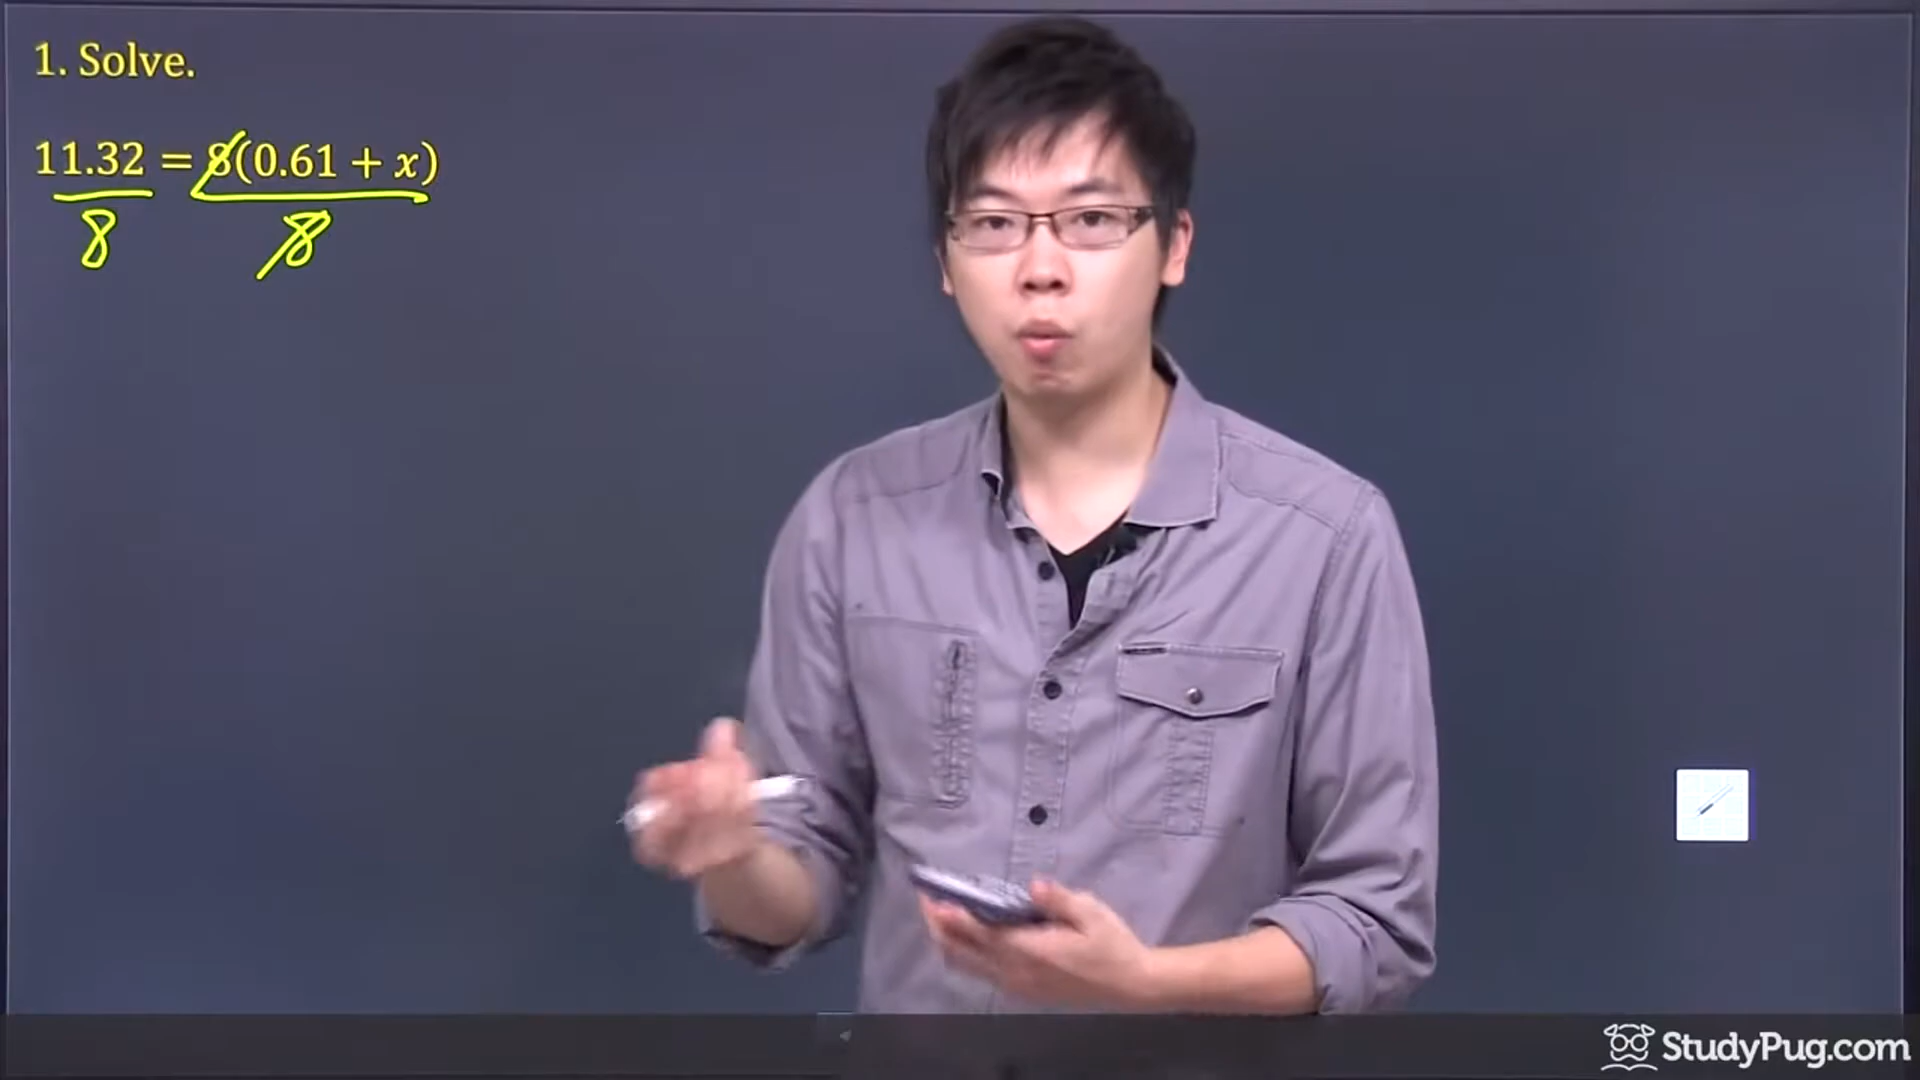 1. Solve.
11.32 = 8(0.61 + x)
8 8
StudyPug.com